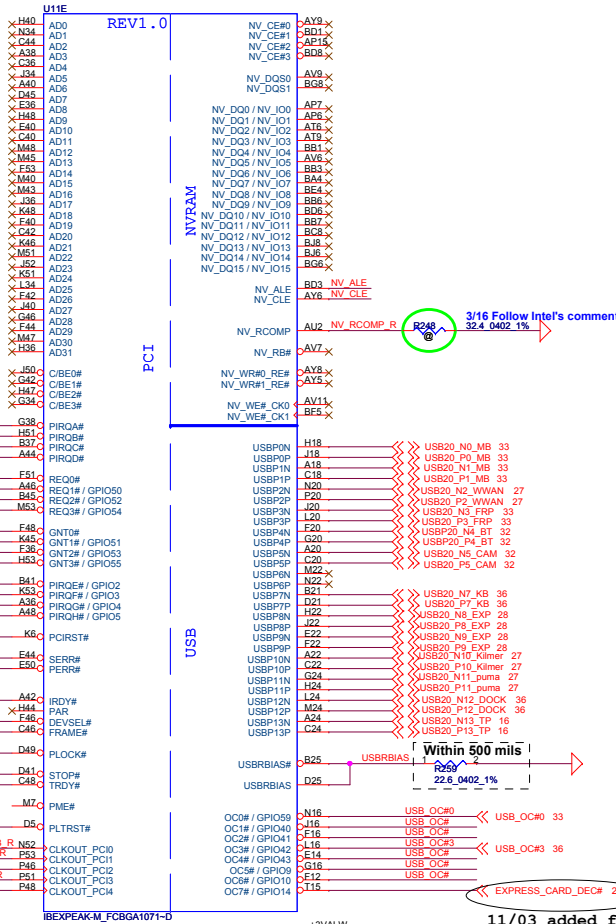 U11E
REV1.0
PCI
NVRAM
USB
H40 AD0
N34 AD1
C44 AD2
A38 AD3
C36 AD4
J34 AD5
A40 AD6
D45 AD7
E36 AD8
H48 AD9
E40 AD10
C40 AD11
M48 AD12
M45 AD13
F53 AD14
M40 AD15
M43 AD16
J36 AD17
K48 AD18
F40 AD19
C42 AD20
K46 AD21
M51 AD22
J52 AD23
K51 AD24
L34 AD25
F42 AD26
J40 AD27
G46 AD28
F44 AD29
M47 AD30
H36 AD31
J50 C/BE0#
G42 C/BE1#
H47 C/BE2#
G34 C/BE3#
G38 PIRQA#
H51 PIRQB#
B37 PIRQC#
A44 PIRQD#
F51 REQ0#
A46 REQ1# / GPIO50
B45 REQ2# / GPIO52
M53 REQ3# / GPIO54
F48 GNT0#
K45 GNT1# / GPIO51
F36 GNT2# / GPIO53
H53 GNT3# / GPIO55
B41 PIRQE# / GPIO2
K53 PIRQF# / GPIO3
A36 PIRQG# / GPIO4
A48 PIRQH# / GPIO5
K6 PCIRST#
E44 SERR#
E50 PERR#
A42 IRDY#
H44 PAR
F46 DEVSEL#
C46 FRAME#
D49 PLOCK#
D41 STOP#
C48 TRDY#
M7 PME#
D5 PLTRST#
N52 CLKOUT_PCI0
P53 CLKOUT_PCI1
P46 CLKOUT_PCI2
P51 CLKOUT_PCI3
P48 CLKOUT_PCI4
NV_CE#0 AY9
NV_CE#1 BD1
NV_CE#2 AP15
NV_CE#3 BD8
NV_DQS0 AV9
NV_DQS1 BG8
NV_DQ0 / NV_IO0 AP7
NV_DQ1 / NV_IO1 AP6
NV_DQ2 / NV_IO2 AT6
NV_DQ3 / NV_IO3 AT9
NV_DQ4 / NV_IO4 BB1
NV_DQ5 / NV_IO5 AV6
NV_DQ6 / NV_IO6 BB3
NV_DQ7 / NV_IO7 BA4
NV_DQ8 / NV_IO8 BE4
NV_DQ9 / NV_IO9 BB6
NV_DQ10 / NV_IO10 BD6
NV_DQ11 / NV_IO11 BB7
NV_DQ12 / NV_IO12 BC8
NV_DQ13 / NV_IO13 BJ8
NV_DQ14 / NV_IO14 BJ6
NV_DQ15 / NV_IO15 BG6
NV_ALE BD3 NV_ALE
NV_CLE AY6 NV_CLE
3/16 Follow Intel's comment
NV_RCOMP AU2 NV_RCOMP_R R248 32.4_0402_1%
@
NV_RB# AV7
NV_WR#0_RE# AY8
NV_WR#1_RE# AY5
NV_WE#_CK0 AV11
NV_WE#_CK1 BF5
USBP0N H18 USB20_N0_MB 33
USBP0P J18 USB20_P0_MB 33
USBP1N A18 USB20_N1_MB 33
USBP1P C18 USB20_P1_MB 33
USBP2N N20 USB20_N2_WWAN 27
USBP2P P20 USB20_P2_WWAN 27
USBP3N J20 USB20_N3_FRP 33
USBP3P L20 USB20_P3_FRP 33
USBP4N F20 USBP20_N4_BT 32
USBP4P G20 USBP20_P4_BT 32
USBP5N A20 USB20_N5_CAM 32
USBP5P C20 USB20_P5_CAM 32
USBP6N M22
USBP6P N22
USBP7N B21 USB20_N7_KB 36
USBP7P D21 USB20_P7_KB 36
USBP8N H22 USB20_N8_EXP 28
USBP8P J22 USB20_P8_EXP 28
USBP9N E22 USB20_N9_EXP 28
USBP9P F22 USB20_P9_EXP 28
USBP10N A22 USB20_N10_Kilmer 27
USBP10P C22 USB20_P10_Kilmer 27
USBP11N G24 USB20_N11_puma 27
USBP11P H24 USB20_P11_puma 27
USBP12N L24 USB20_N12_DOCK 36
USBP12P M24 USB20_P12_DOCK 36
USBP13N A24 USB20_N13_TP 16
USBP13P C24 USB20_P13_TP 16
Within 500 mils
USBRBIAS# B25 USBRBIAS 1 2
R259
22.6_0402_1%
USBRBIAS D25
OC0# / GPIO59 N16 USB_OC#0 USB_OC#0 33
OC1# / GPIO40 J16 USB_OC#
OC2# / GPIO41 F16 USB_OC#
OC3# / GPIO42 L16 USB_OC#3 USB_OC#3 36
OC4# / GPIO43 E14 USB_OC#
OC5# / GPIO9 G16 USB_OC#
OC6# / GPIO10 F12 USB_OC#
OC7# / GPIO14 T15 EXPRESS_CARD_DEC# 2
IBEXPEAK-M_FCBGA1071~D
11/03 added f